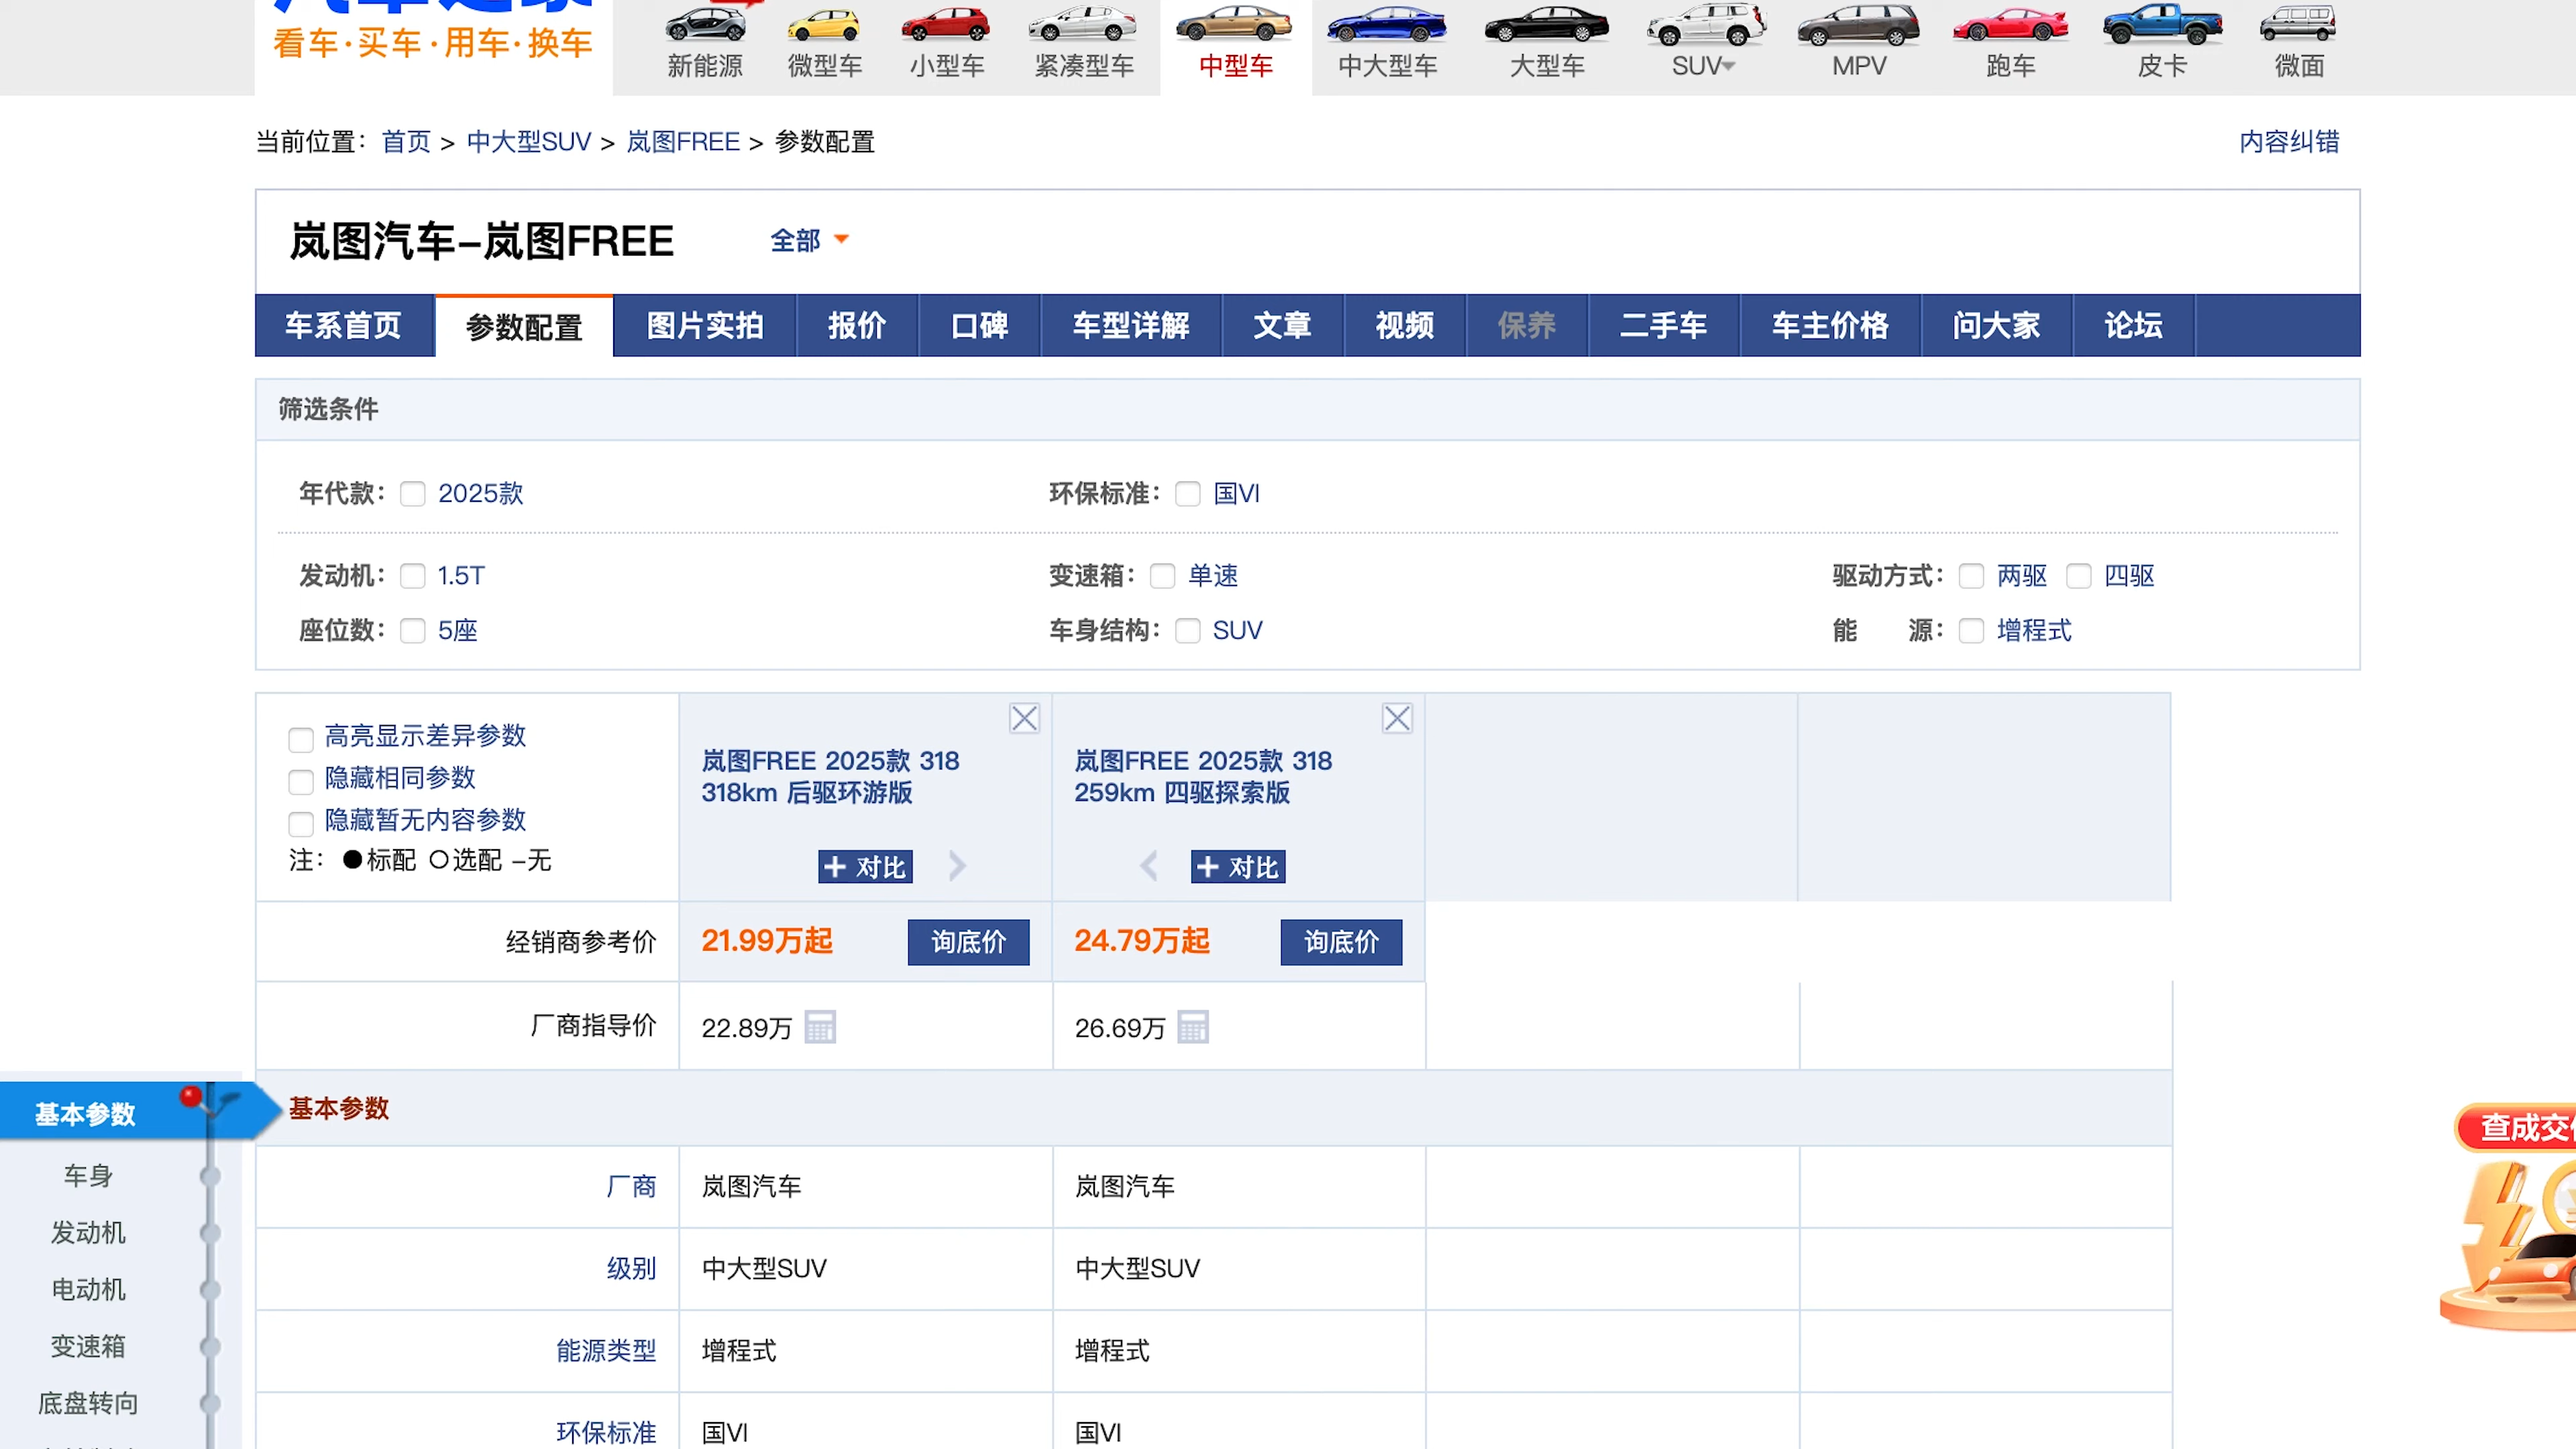 看车·买车·用车·换车
新能源 微型车 小型车 紧凑型车 中型车 中大型车 大型车 SUV MPV 跑车 皮卡 微面
当前位置： 首页 > 中大型SUV > 岚图FREE > 参数配置 内容纠错
岚图汽车-岚图FREE 全部
车系首页 参数配置 图片实拍 报价 口碑 车型详解 文章 视频 保养 二手车 车主价格 问大家 论坛
筛选条件
年代款： 2025款 环保标准： 国VI
发动机： 1.5T 变速箱： 单速 驱动方式： 两驱 四驱
座位数： 5座 车身结构： SUV 能 源： 增程式
高亮显示差异参数
隐藏相同参数
隐藏暂无内容参数
注： ●标配 ○选配 -无
岚图FREE 2025款 318
318km 后驱环游版
+ 对比
岚图FREE 2025款 318
259km 四驱探索版
+ 对比
经销商参考价 21.99万起 询底价 24.79万起 询底价
厂商指导价 22.89万 26.69万
基本参数
厂商 岚图汽车 岚图汽车
级别 中大型SUV 中大型SUV
能源类型 增程式 增程式
环保标准 国VI 国VI
基本参数
车身
发动机
电动机
变速箱
底盘转向
查成交